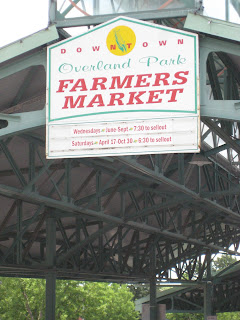 DOWNTOWN
Overland Park
FARMERS
MARKET
Wednesdays - June-Sept - 7:30 to sellout
Saturdays - April 17-Oct 30 - 6:30 to sellout